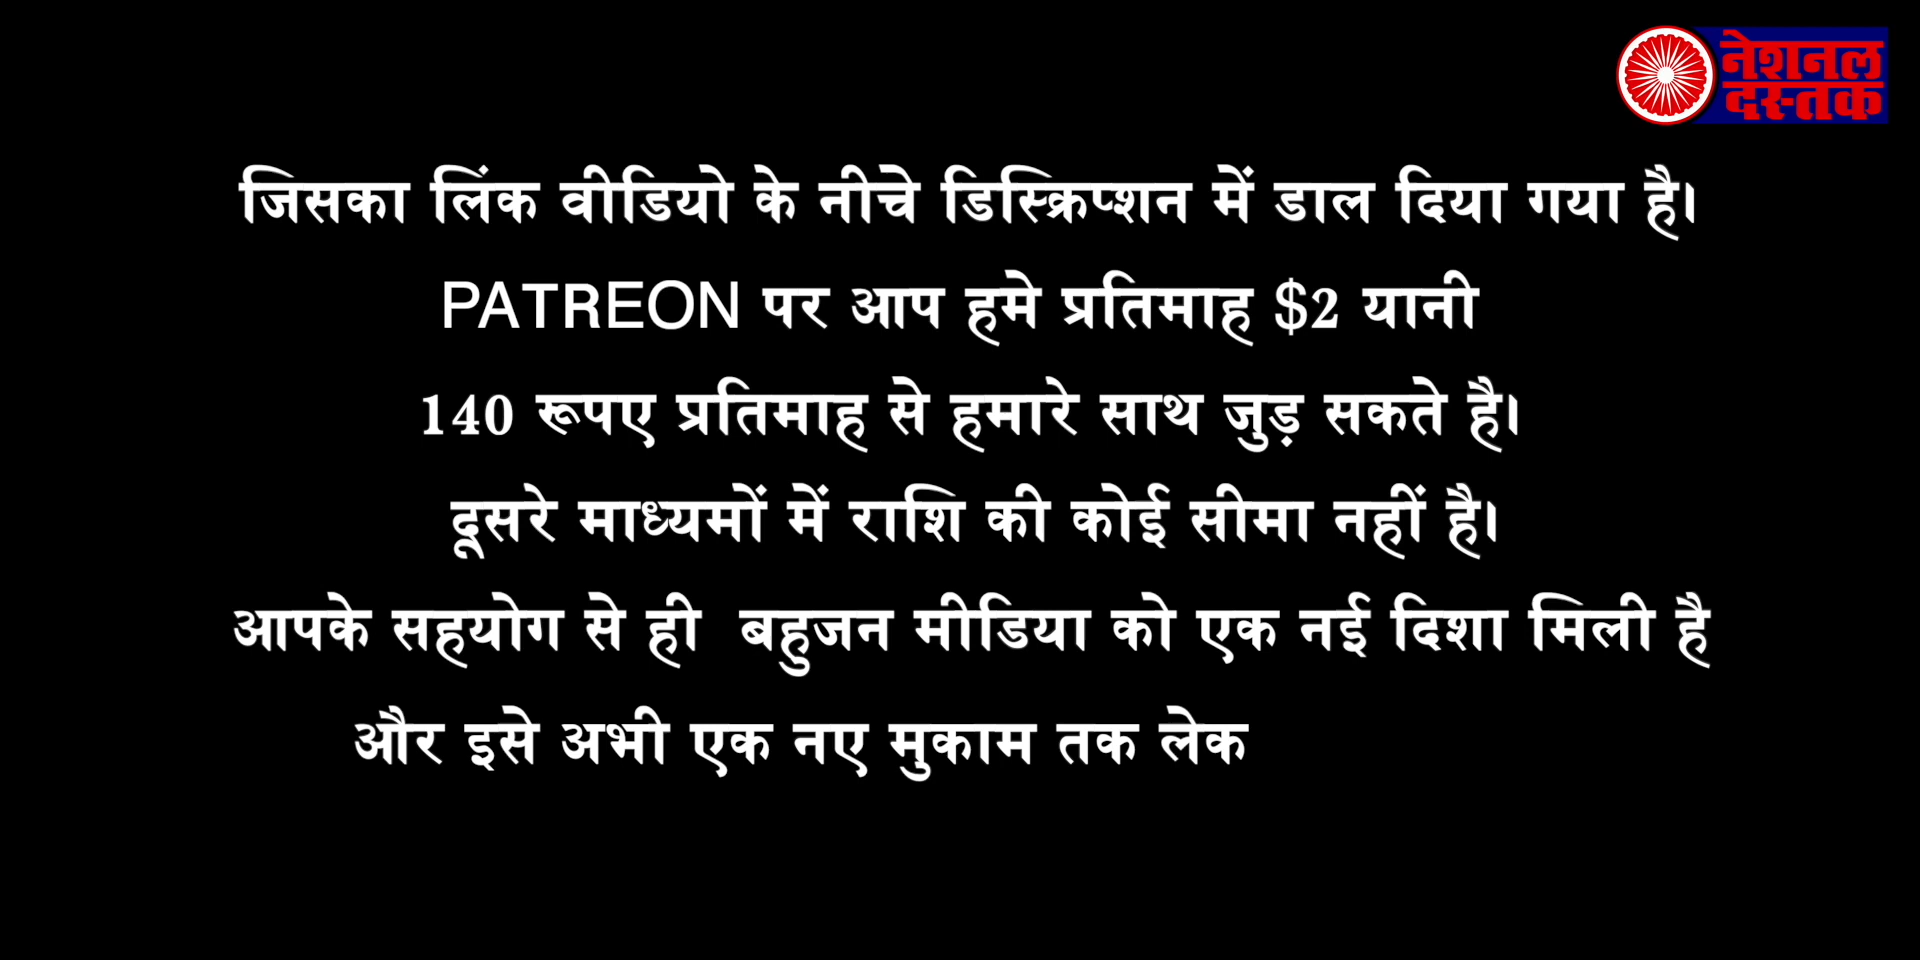 नेशनल
दस्तक
जिसका लिंक वीडियो के नीचे डिस्क्रिप्शन में डाल दिया गया है।
PATREON पर आप हमे प्रतिमाह $2 यानी
140 रूपए प्रतिमाह से हमारे साथ जुड़ सकते है।
दूसरे माध्यमों में राशि की कोई सीमा नहीं है।
आपके सहयोग से ही बहुजन मीडिया को एक नई दिशा मिली है
और इसे अभी एक नए मुकाम तक लेक